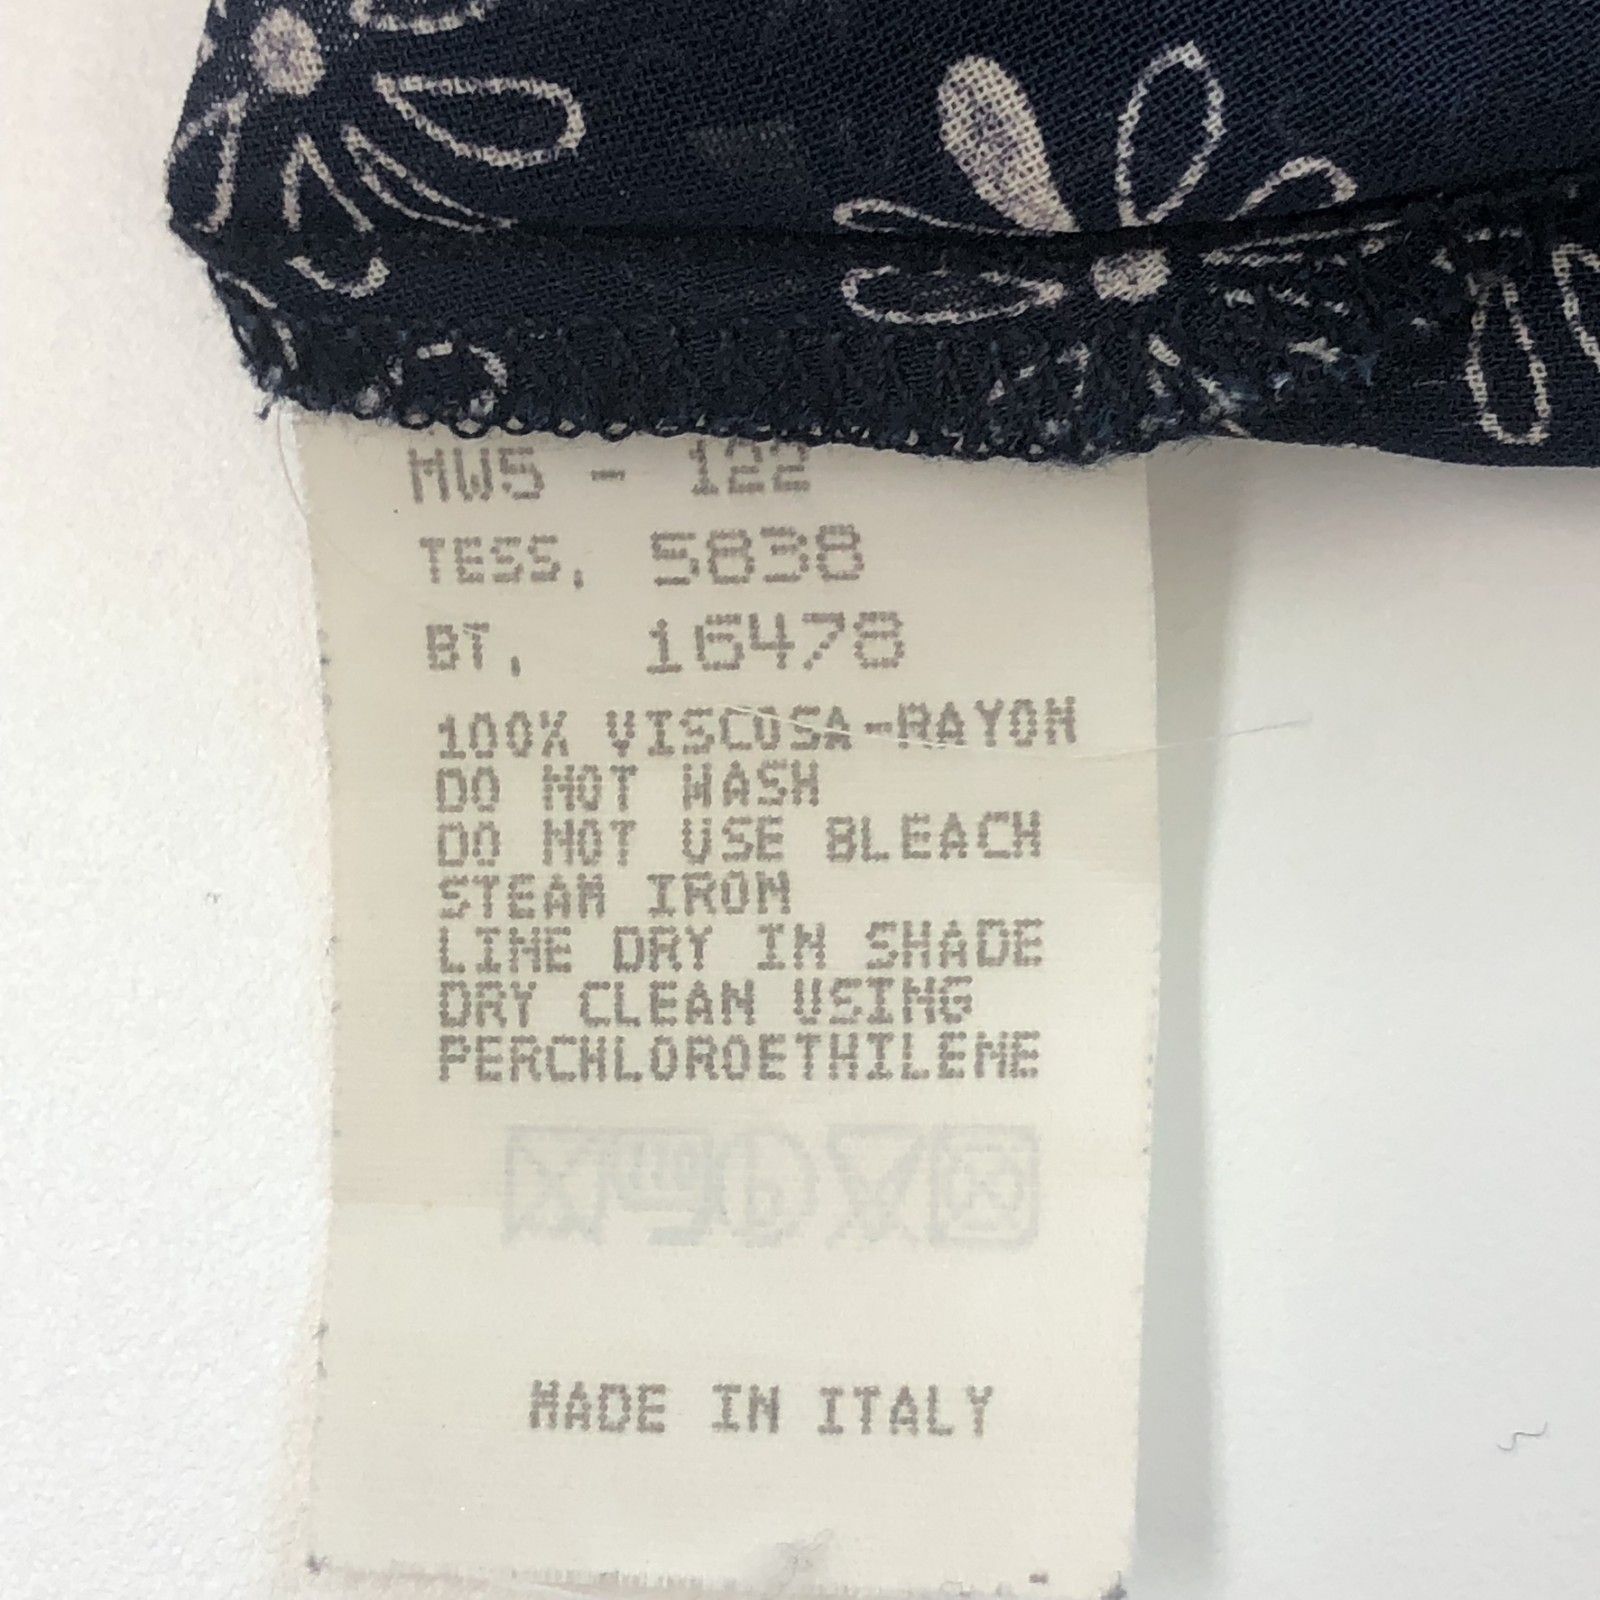 MW5 - 122
TESS, 5838
BT, 16478
100% VISCOSA-RAYON
DO NOT WASH
DO NOT USE BLEACH
STEAM IRON
LINE DRY IN SHADE
DRY CLEAN USING
PERCHLOROETHILENE
MADE IN ITALY